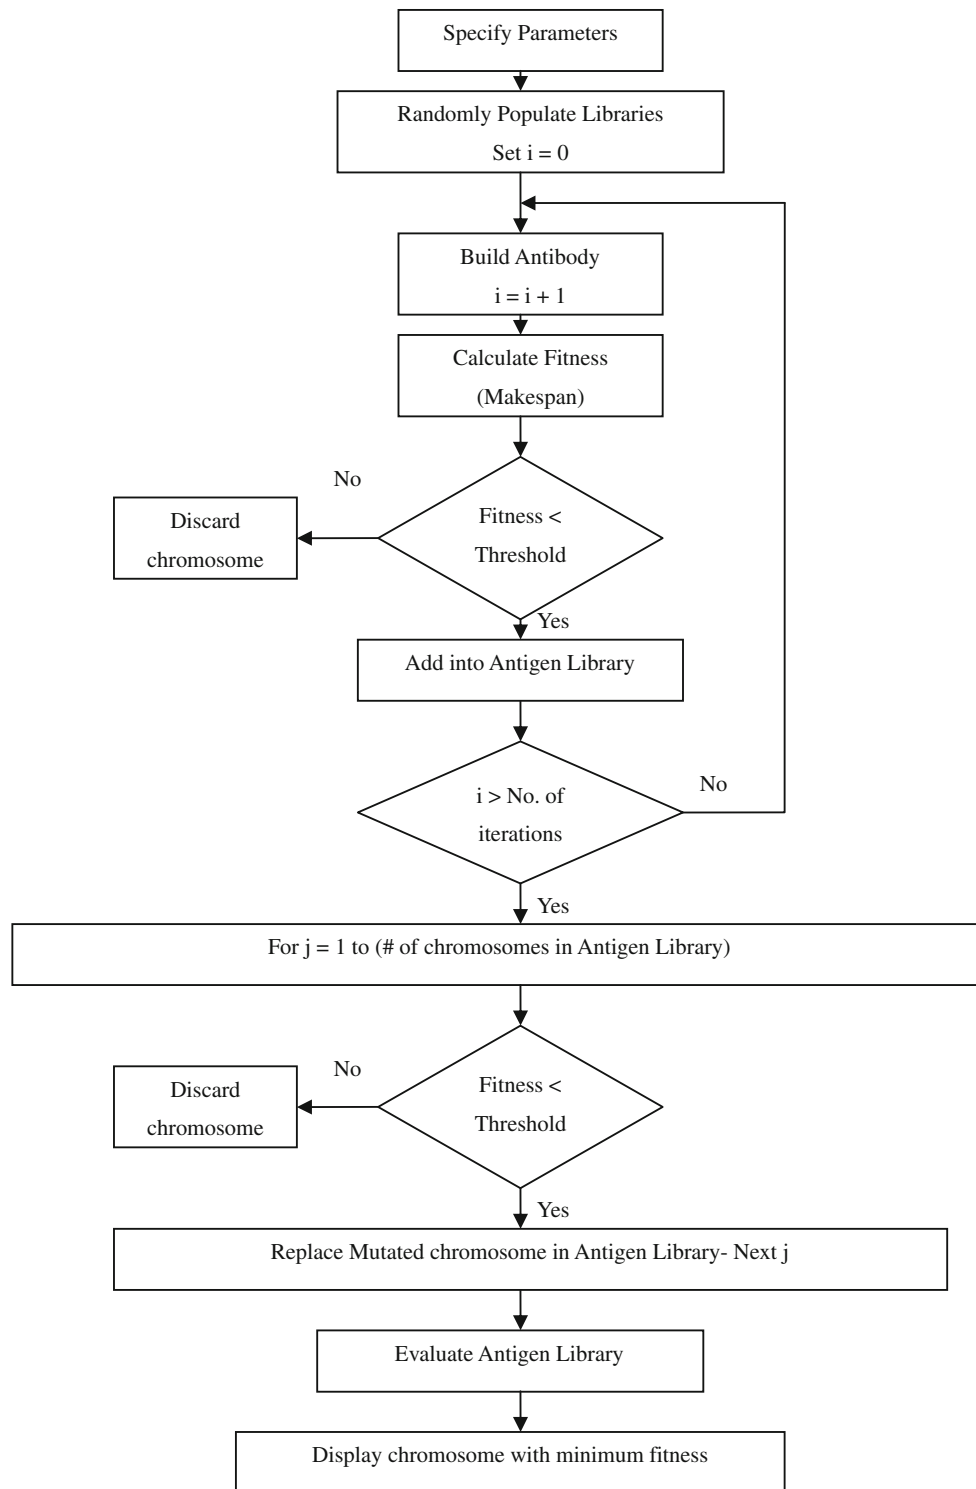 Specify Parameters
Randomly Populate Libraries
Set i = 0
Build Antibody
i = i + 1
Calculate Fitness
(Makespan)
No
Fitness <
Threshold
Discard
chromosome
Yes
Add into Antigen Library
i > No. of
iterations
No
Yes
For j = 1 to (# of chromosomes in Antigen Library)
No
Fitness <
Threshold
Discard
chromosome
Yes
Replace Mutated chromosome in Antigen Library- Next j
Evaluate Antigen Library
Display chromosome with minimum fitness